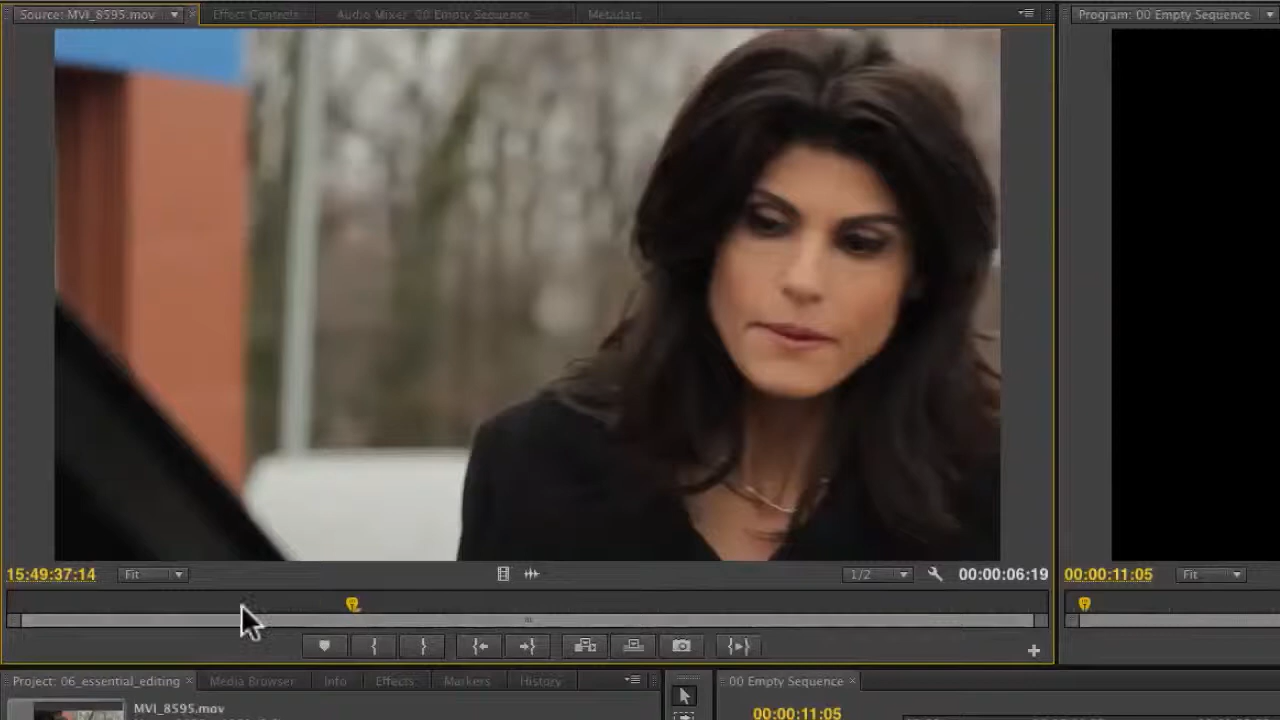 Source: MVI_8595.mov
Effect Controls
Audio Mixer: 00 Empty Sequence
Metadata
Program: 00 Empty Sequence
15:49:37:14
Fit
1/2
00:00:06:19
00:00:11:05
Fit
Project: 06_essential_editing
Media Browser
Info
Effects
Markers
History
00 Empty Sequence
MVI_8595.mov
00:00:11:05